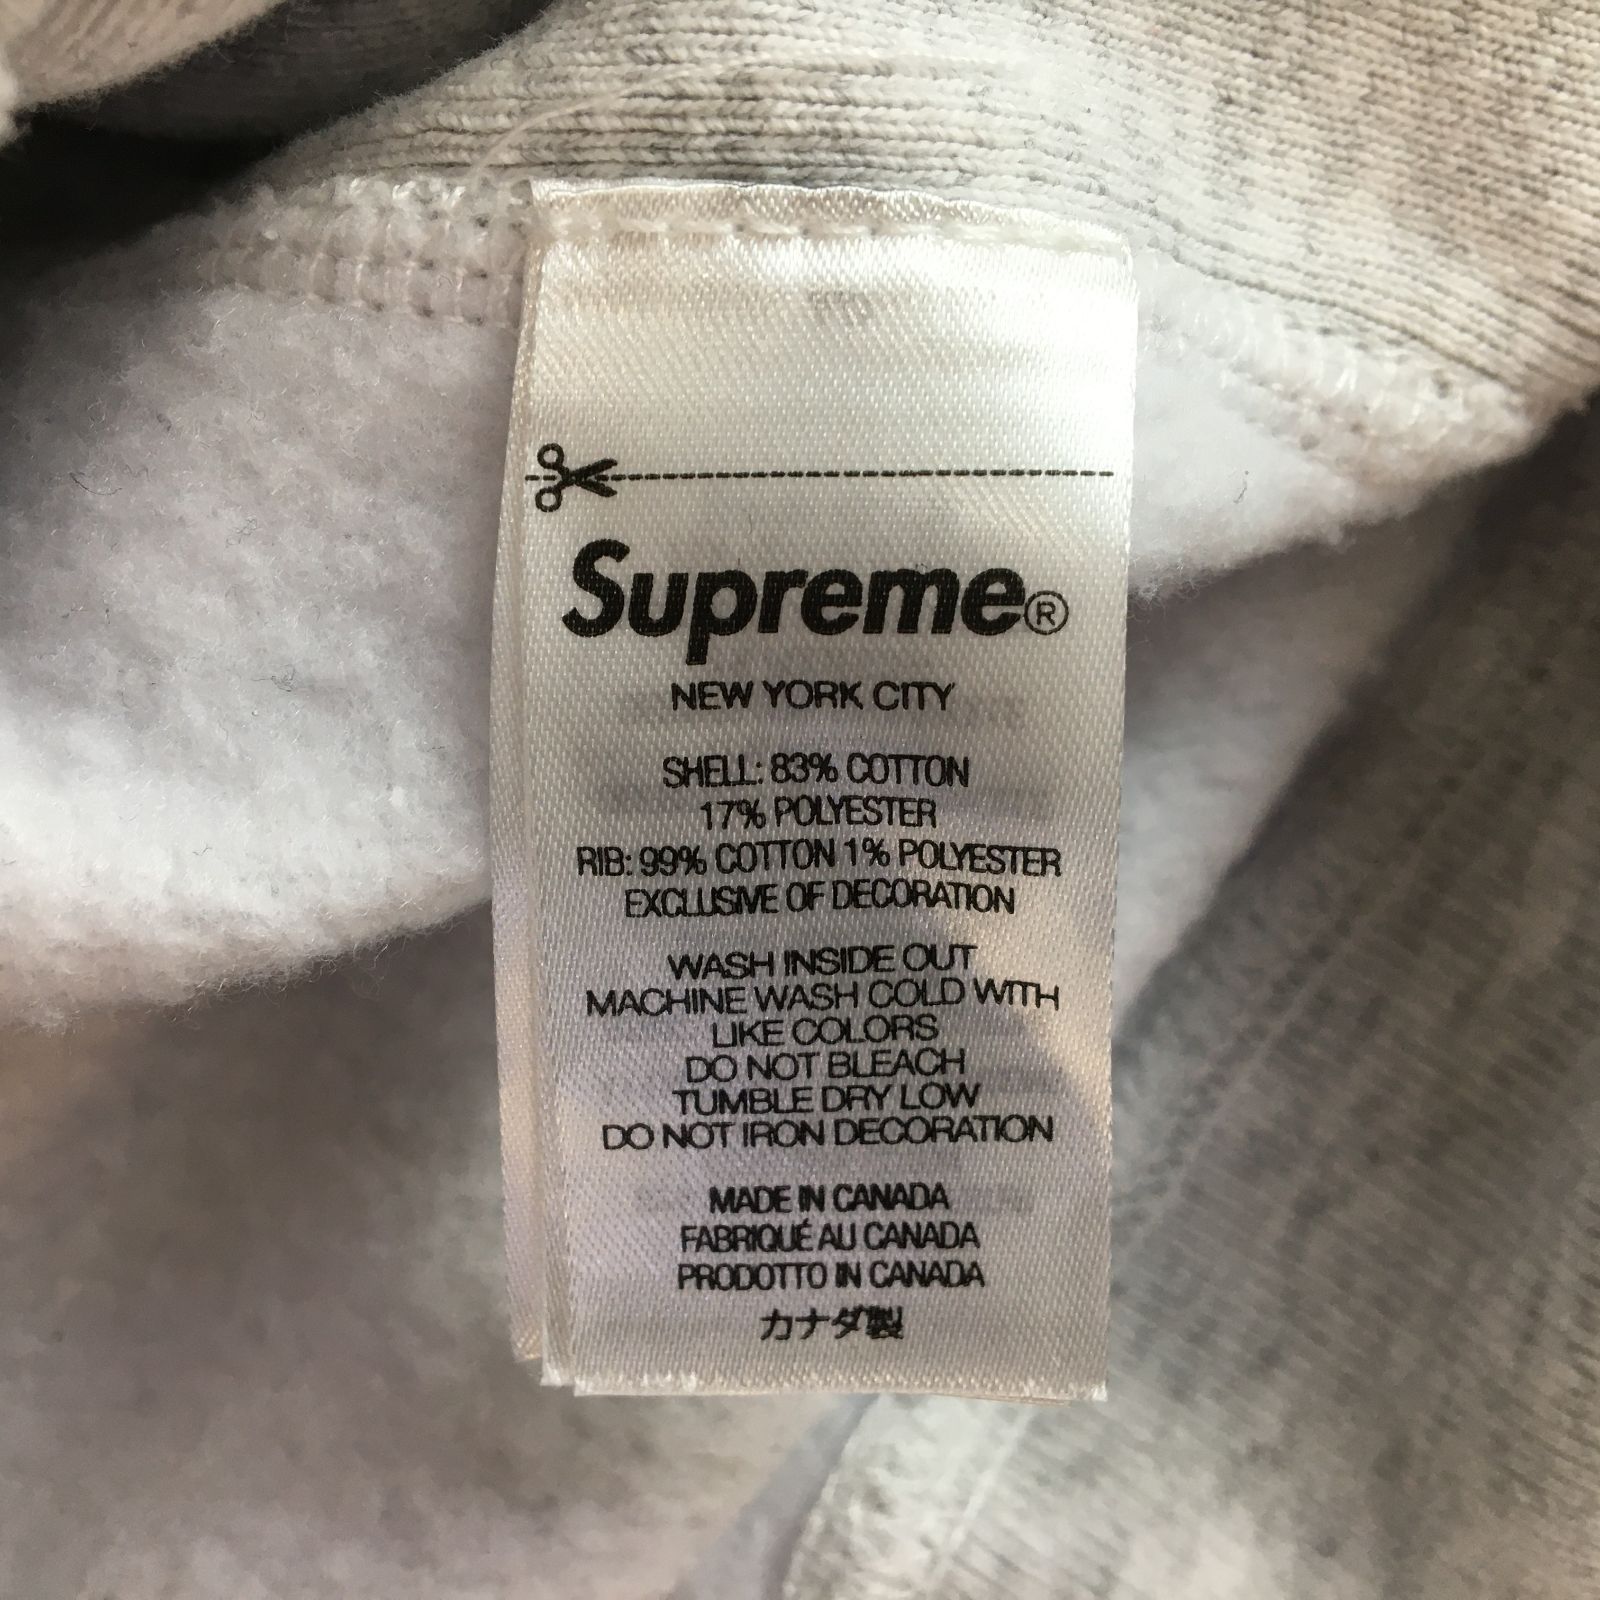 Supreme®
NEW YORK CITY
SHELL: 83% COTTON
17% POLYESTER
RIB: 99% COTTON 1% POLYESTER
EXCLUSIVE OF DECORATION
WASH INSIDE OUT
MACHINE WASH COLD WITH
LIKE COLORS
DO NOT BLEACH
TUMBLE DRY LOW
DO NOT IRON DECORATION
MADE IN CANADA
FABRIQUÉ AU CANADA
PRODOTTO IN CANADA
カナダ製